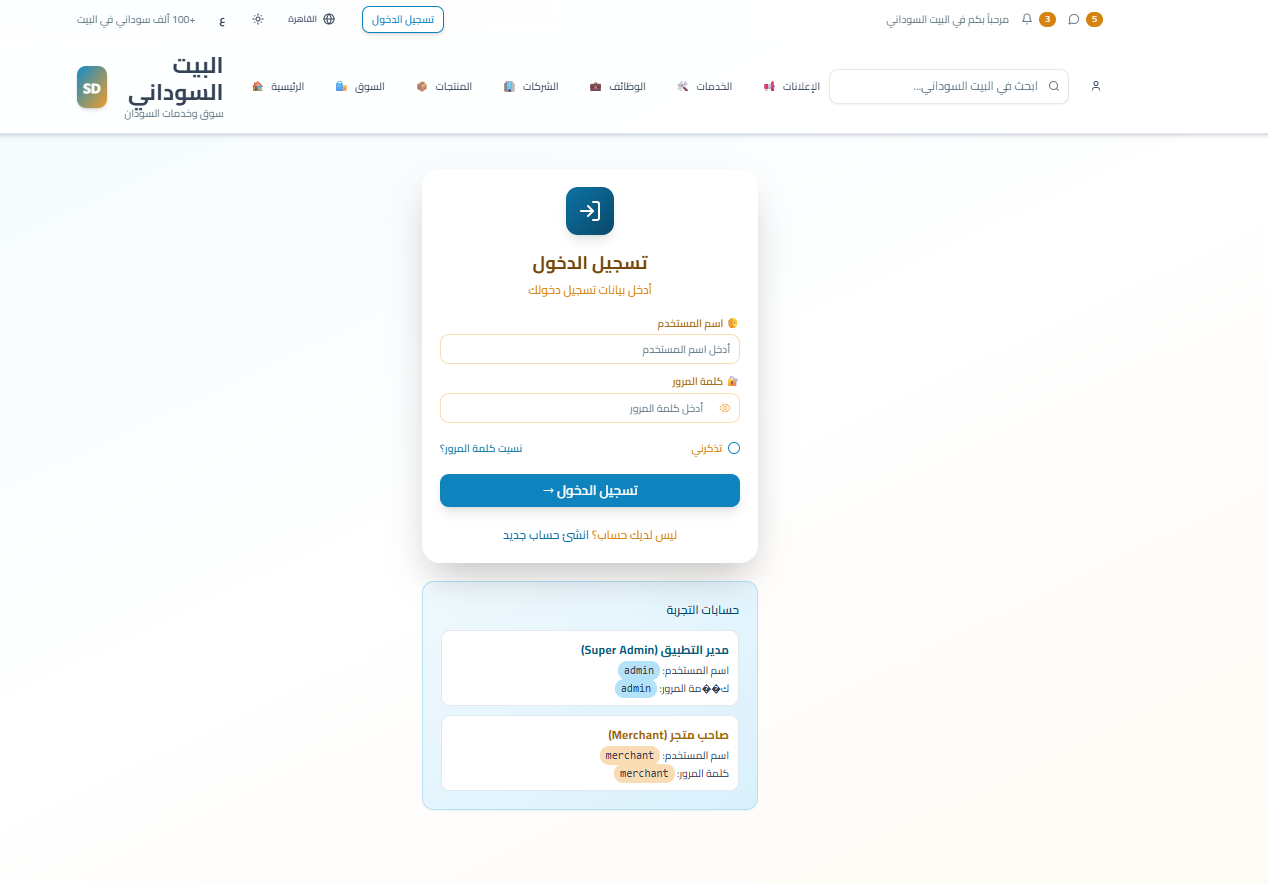 5 3 مرحباً بكم في البيت السوداني
تسجيل الدخول القاهرة ع +100 ألف سوداني في البيت
ابحث في البيت السوداني...
الإعلانات الخدمات الوظائف الشركات المنتجات السوق الرئيسية
البيت السوداني
سوق وخدمات السودان
SD
تسجيل الدخول
أدخل بيانات تسجيل دخولك
اسم المستخدم
أدخل اسم المستخدم
كلمة المرور
أدخل كلمة المرور
تذكرني نسيت كلمة المرور؟
تسجيل الدخول →
ليس لديك حساب؟ انشئ حساب جديد
حسابات التجربة
مدير التطبيق (Super Admin)
اسم المستخدم: admin
ك��مة المرور: admin
صاحب متجر (Merchant)
اسم المستخدم: merchant
كلمة المرور: merchant